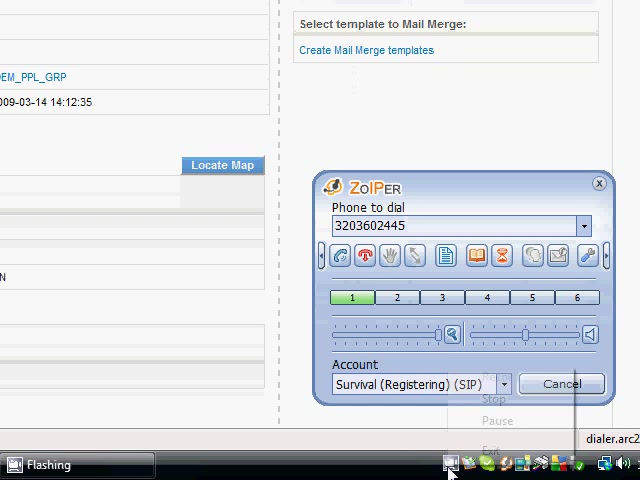 Select template to Mail Merge:
Create Mail Merge templates
DEM_PPL_GRP
009-03-14 14:12:35
Locate Map
ZoIPer
Phone to dial
3203602445
N
1 2 3 4 5 6
Account
Survival (Registering) (SIP)
Cancel
Stop
Pause
Exit
dialer.arc2
Flashing